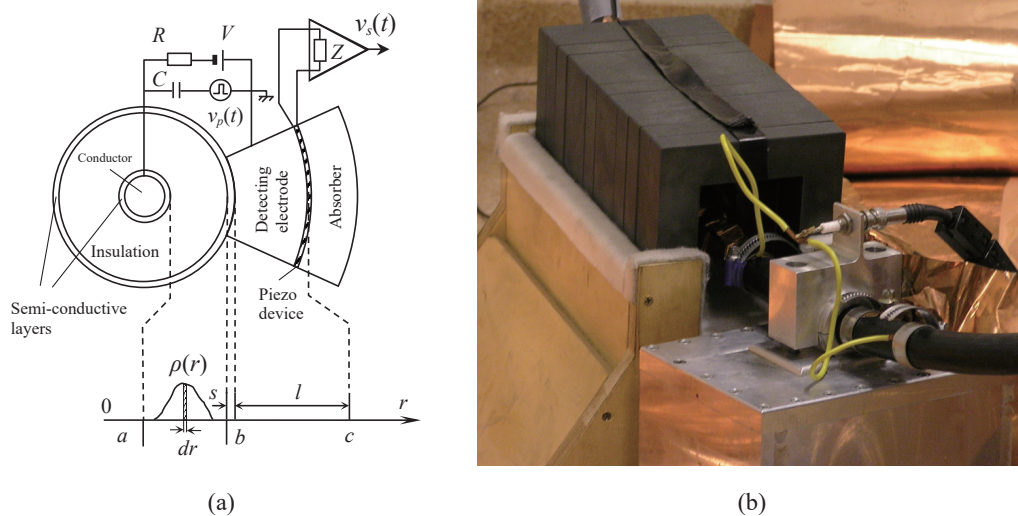 v_s(t)
R
V
Z
C
v_p(t)
Conductor
Insulation
Detecting
electrode
Absorber
Semi-conductive
layers
Piezo
device
ρ(r)
0
s
l
r
a
b
c
dr
(a)
(b)